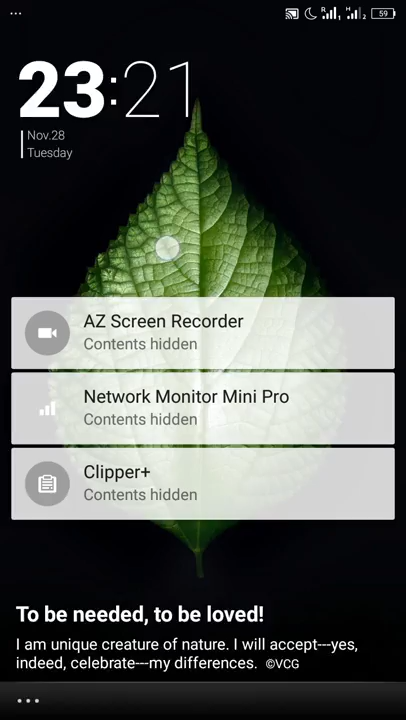 R 1 H 2 59
23:21
Nov.28
Tuesday
AZ Screen Recorder
Contents hidden
Network Monitor Mini Pro
Contents hidden
Clipper+
Contents hidden
To be needed, to be loved!
I am unique creature of nature. I will accept---yes,
indeed, celebrate---my differences. ©VCG